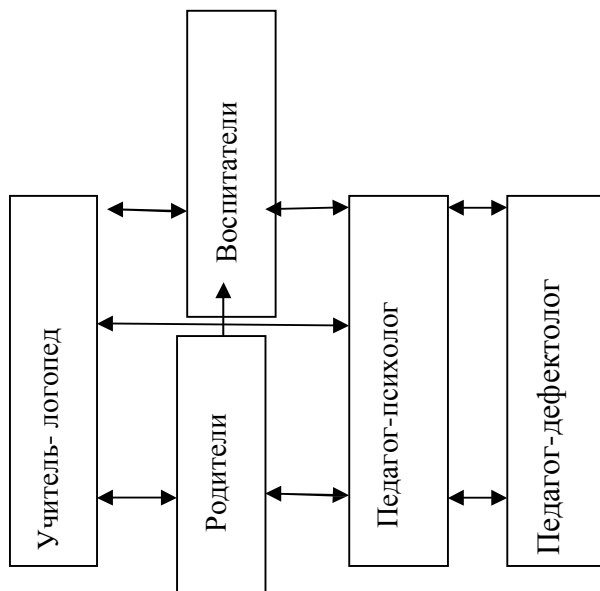 Учитель- логопед
Воспитатели
Родители
Педагог-психолог
Педагог-дефектолог